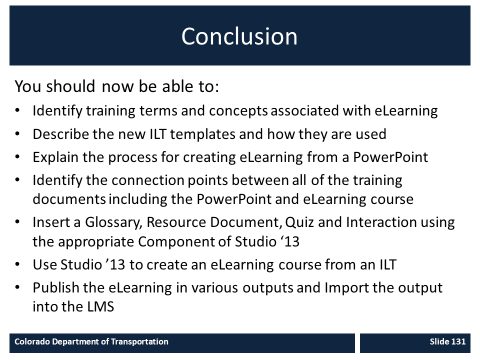 Conclusion
You should now be able to:
• Identify training terms and concepts associated with eLearning
• Describe the new ILT templates and how they are used
• Explain the process for creating eLearning from a PowerPoint
• Identify the connection points between all of the training
documents including the PowerPoint and eLearning course
• Insert a Glossary, Resource Document, Quiz and Interaction using
the appropriate Component of Studio ‘13
• Use Studio ’13 to create an eLearning course from an ILT
• Publish the eLearning in various outputs and Import the output
into the LMS
Colorado Department of Transportation
Slide 131